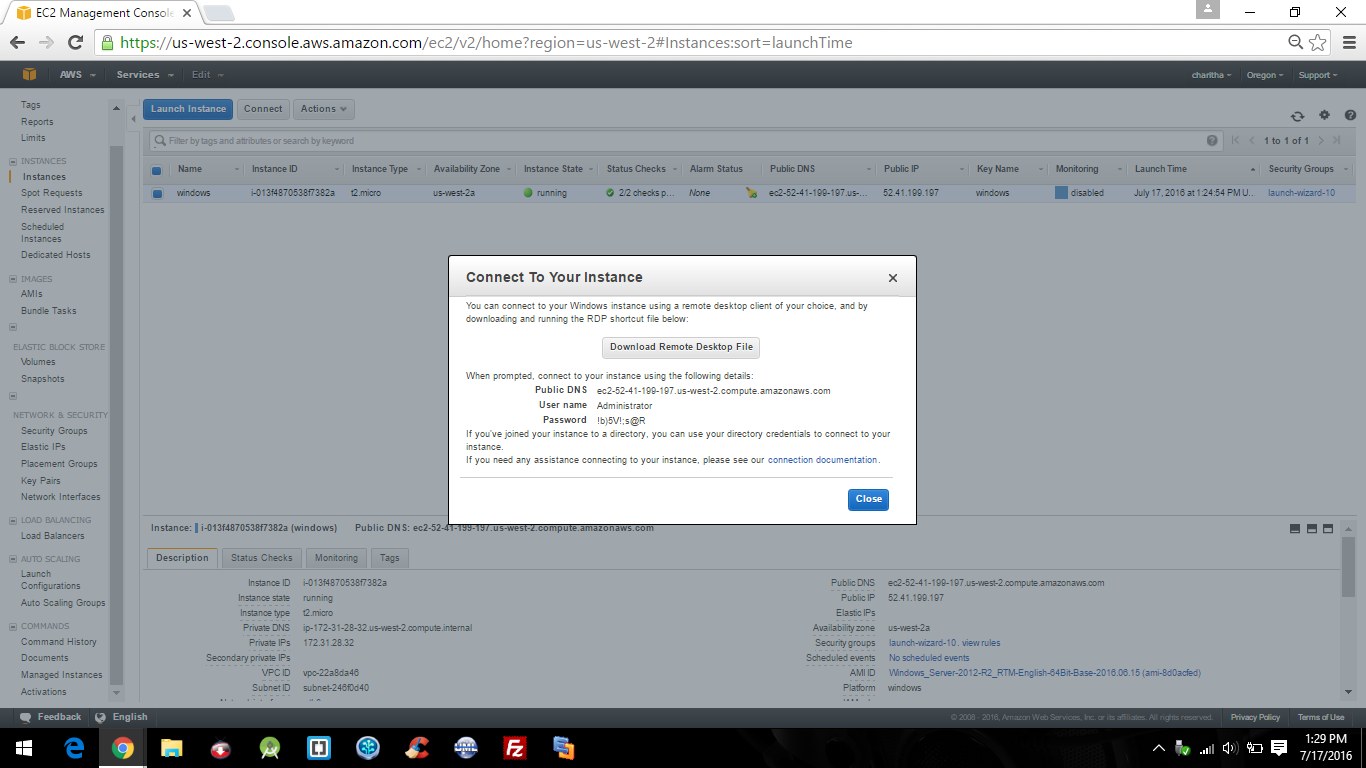 EC2 Management Console
https://us-west-2.console.aws.amazon.com/ec2/v2/home?region=us-west-2#Instances:sort=launchTime
AWS Services Edit charitha Oregon Support
Tags
Reports
Limits
INSTANCES
Instances
Spot Requests
Reserved Instances
Scheduled
Instances
Dedicated Hosts
IMAGES
AMIs
Bundle Tasks
ELASTIC BLOCK STORE
Volumes
Snapshots
NETWORK & SECURITY
Security Groups
Elastic IPs
Placement Groups
Key Pairs
Network Interfaces
LOAD BALANCING
Load Balancers
AUTO SCALING
Launch
Configurations
Auto Scaling Groups
COMMANDS
Command History
Documents
Managed Instances
Activations
Launch Instance Connect Actions
Filter by tags and attributes or search by keyword 1 to 1 of 1
Name Instance ID Instance Type Availability Zone Instance State Status Checks Alarm Status Public DNS Public IP Key Name Monitoring Launch Time Security Groups
windows i-013f4870538f7382a t2.micro us-west-2a running 2/2 checks p... None ec2-52-41-199-197.us-... 52.41.199.197 windows disabled July 17, 2016 at 1:24:54 PM U... launch-wizard-10
Connect To Your Instance
You can connect to your Windows instance using a remote desktop client of your choice, and by
downloading and running the RDP shortcut file below:
Download Remote Desktop File
When prompted, connect to your instance using the following details:
Public DNS ec2-52-41-199-197.us-west-2.compute.amazonaws.com
User name Administrator
Password !b)5V!;s@R
If you've joined your instance to a directory, you can use your directory credentials to connect to your
instance.
If you need any assistance connecting to your instance, please see our connection documentation.
Close
Instance: i-013f4870538f7382a (windows) Public DNS: ec2-52-41-199-197.us-west-2.compute.amazonaws.com
Description Status Checks Monitoring Tags
Instance ID i-013f4870538f7382a Public DNS ec2-52-41-199-197.us-west-2.compute.amazonaws.com
Instance state running Public IP 52.41.199.197
Instance type t2.micro Elastic IPs
Private DNS ip-172-31-28-32.us-west-2.compute.internal Availability zone us-west-2a
Private IPs 172.31.28.32 Security groups launch-wizard-10. view rules
Secondary private IPs Scheduled events No scheduled events
VPC ID vpc-22a8da46 AMI ID Windows_Server-2012-R2_RTM-English-64Bit-Base-2016.06.15 (ami-8d0acfed)
Subnet ID subnet-246f0d40 Platform windows
Feedback English © 2008 - 2016, Amazon Web Services, Inc. or its affiliates. All rights reserved. Privacy Policy Terms of Use
1:29 PM
7/17/2016